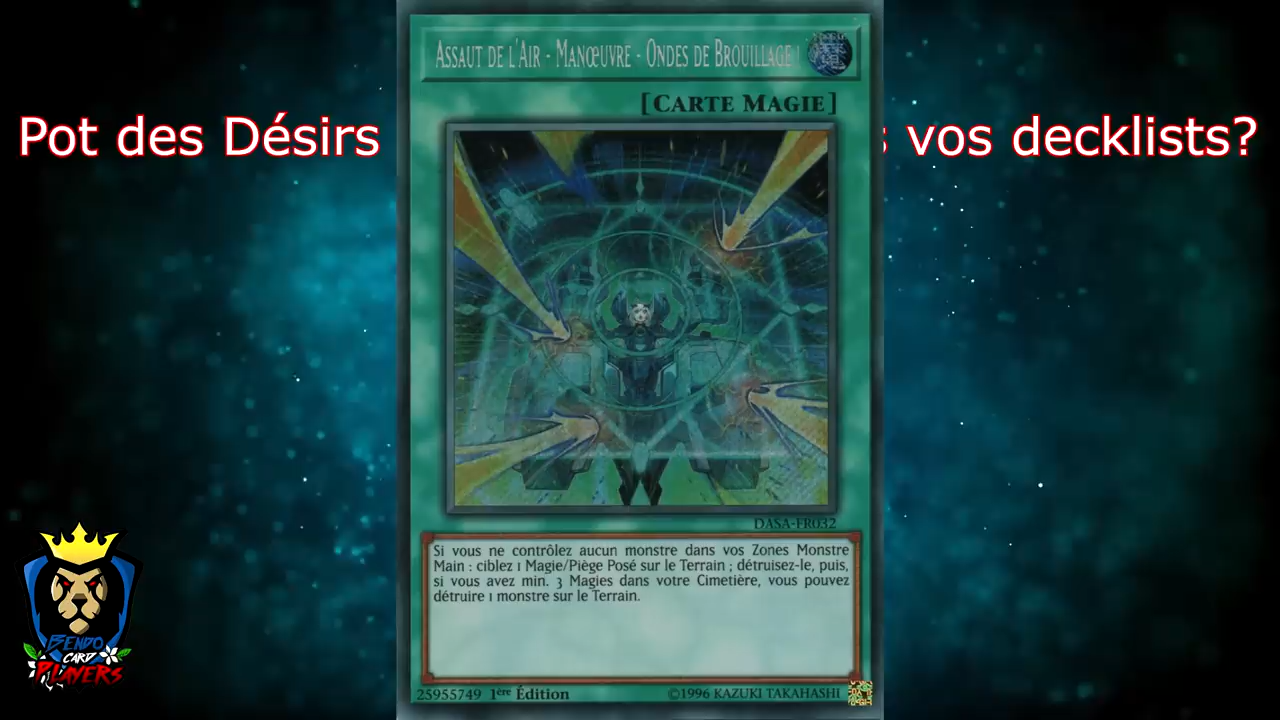 Assaut de l'Air - Manœuvre - Ondes de Brouillage !
[Carte Magie]
Pot des Désirs
s vos decklists?
DASA-FR032
Si vous ne contrôlez aucun monstre dans vos Zones Monstre
Main : ciblez 1 Magie/Piège Posé sur le Terrain ; détruisez-le, puis,
si vous avez min. 3 Magies dans votre Cimetière, vous pouvez
détruire 1 monstre sur le Terrain.
25955749 1ère Édition
©1996 KAZUKI TAKAHASHI
BENDO
CARD
PLAYERS